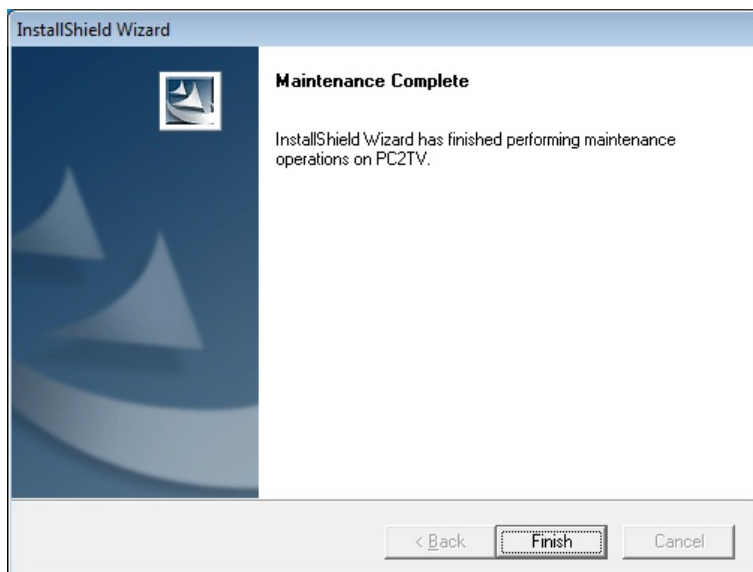 InstallShield Wizard
Maintenance Complete
InstallShield Wizard has finished performing maintenance
operations on PC2TV.
< Back
Finish
Cancel